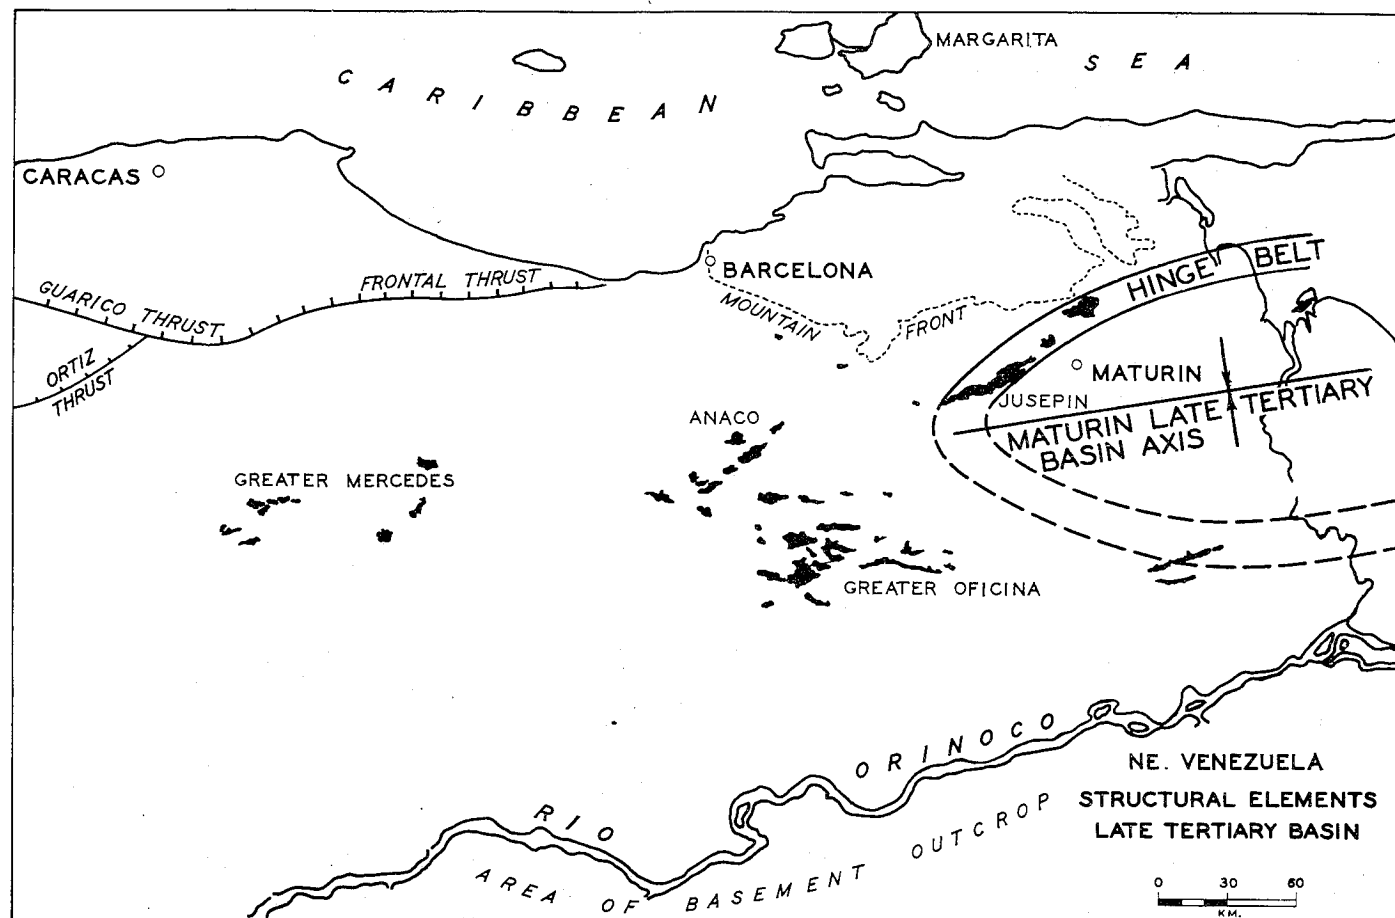 MARGARITA
CARIBBEAN SEA
CARACAS
BARCELONA
HINGE BELT
GUARICO THRUST
FRONTAL THRUST
MOUNTAIN FRONT
ORTIZ
THRUST
MATURIN
JUSEPIN
MATURIN LATE TERTIARY
BASIN AXIS
ANACO
GREATER MERCEDES
GREATER OFICINA
RIO ORINOCO
AREA OF BASEMENT OUTCROP
NE. VENEZUELA
STRUCTURAL ELEMENTS
LATE TERTIARY BASIN
0 30 60
KM.